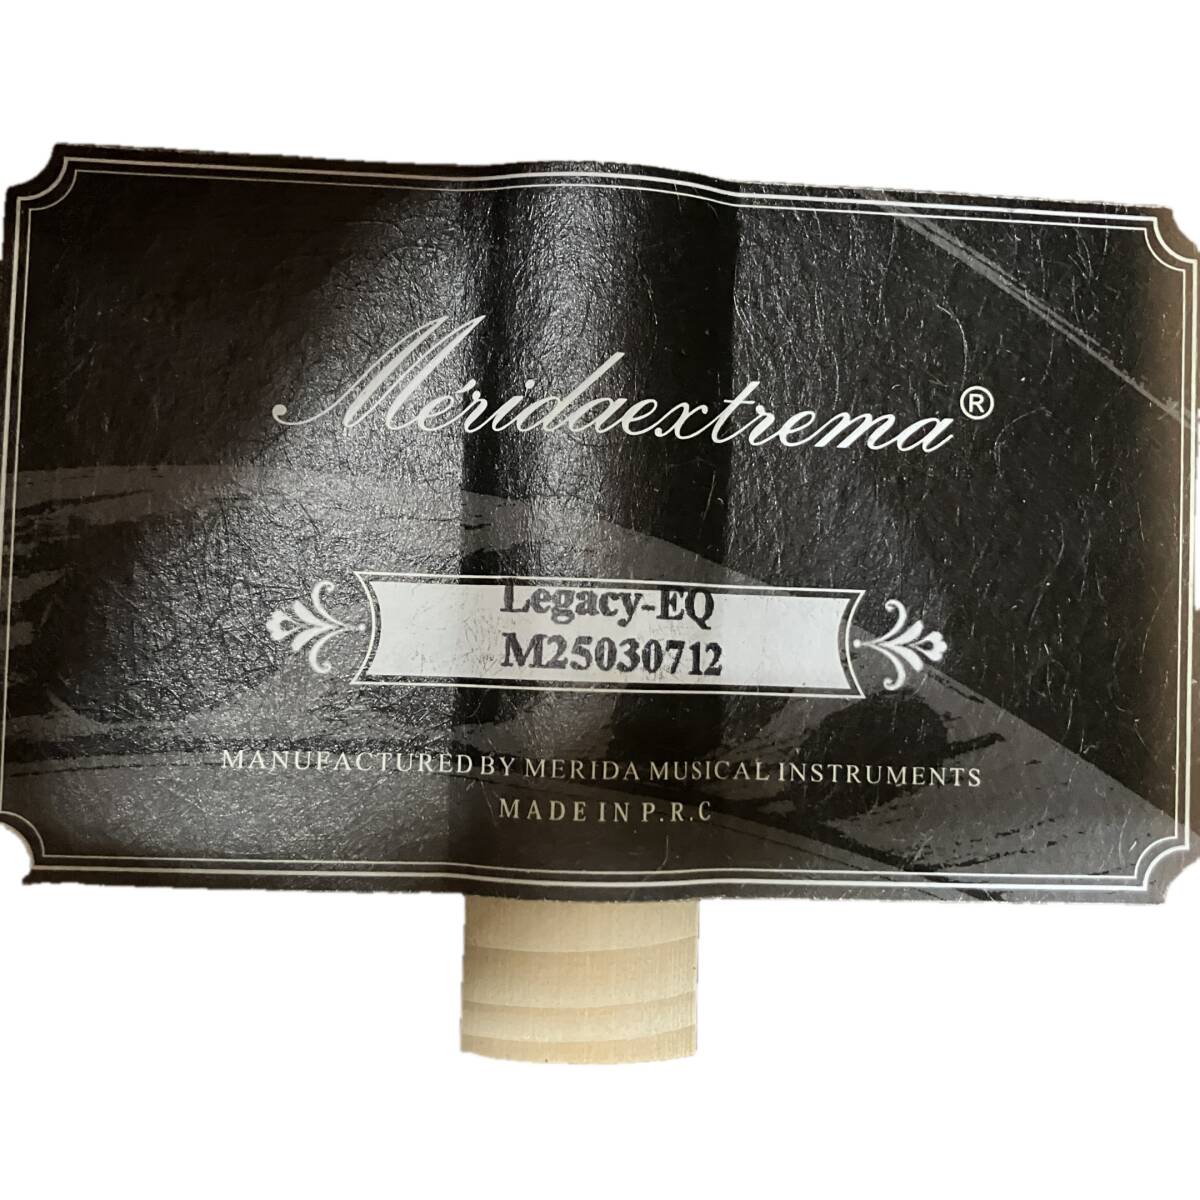 Méridaextrema®
Legacy-EQ
M25030712
MANUFACTURED BY MERIDA MUSICAL INSTRUMENTS
MADE IN P.R.C